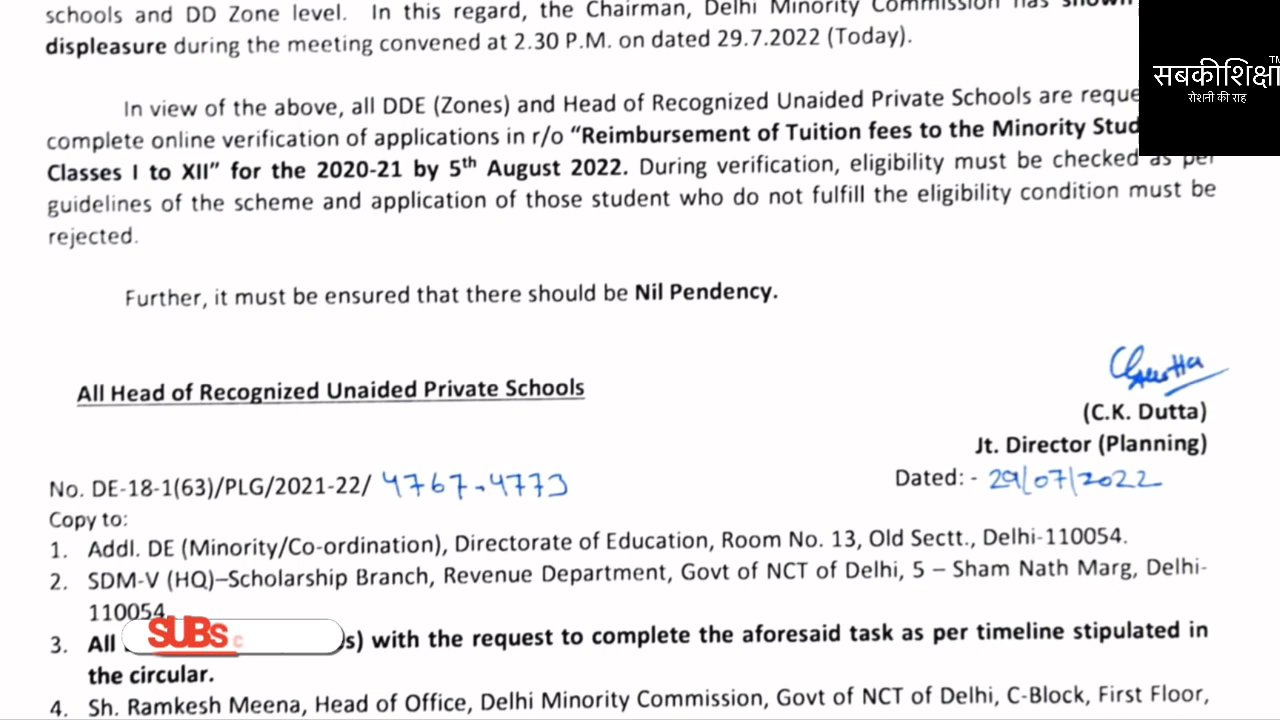 schools and DD Zone level. In this regard, the Chairman, Delhi Minority Commission has shown
displeasure during the meeting convened at 2.30 P.M. on dated 29.7.2022 (Today).
सबकीशिक्षा TM
रोशनी की राह
In view of the above, all DDE (Zones) and Head of Recognized Unaided Private Schools are reque
complete online verification of applications in r/o “Reimbursement of Tuition fees to the Minority Stud
Classes I to XII” for the 2020-21 by 5th August 2022. During verification, eligibility must be checked as per
guidelines of the scheme and application of those student who do not fulfill the eligibility condition must be
rejected.
Further, it must be ensured that there should be Nil Pendency.
All Head of Recognized Unaided Private Schools
(C.K. Dutta)
Jt. Director (Planning)
No. DE-18-1(63)/PLG/2021-22/ 4767-4773
Dated: - 29/07/2022
Copy to:
1. Addl. DE (Minority/Co-ordination), Directorate of Education, Room No. 13, Old Sectt., Delhi-110054.
2. SDM-V (HQ)–Scholarship Branch, Revenue Department, Govt of NCT of Delhi, 5 – Sham Nath Marg, Delhi-
110054.
3. All s) with the request to complete the aforesaid task as per timeline stipulated in
SUBs
the circular.
4. Sh. Ramkesh Meena, Head of Office, Delhi Minority Commission, Govt of NCT of Delhi, C-Block, First Floor,